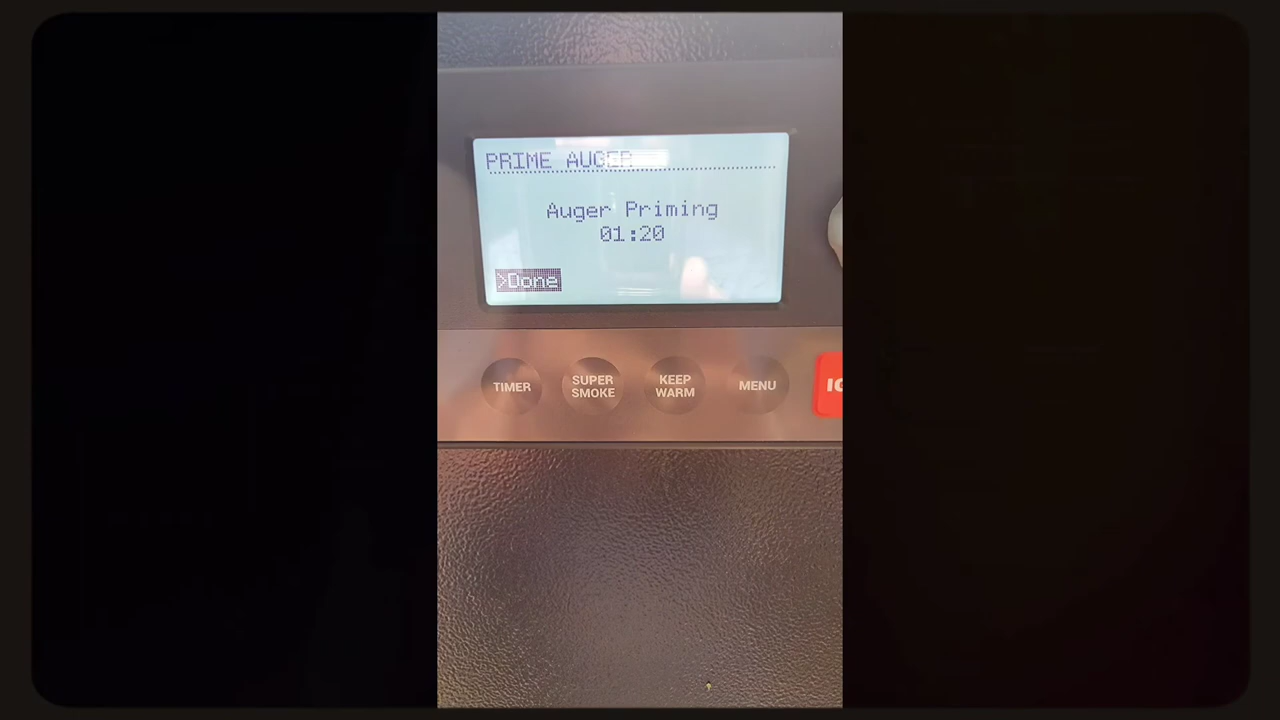 PRIME AUGER
Auger Priming
01:20
>Done
TIMER
SUPER
SMOKE
KEEP
WARM
MENU